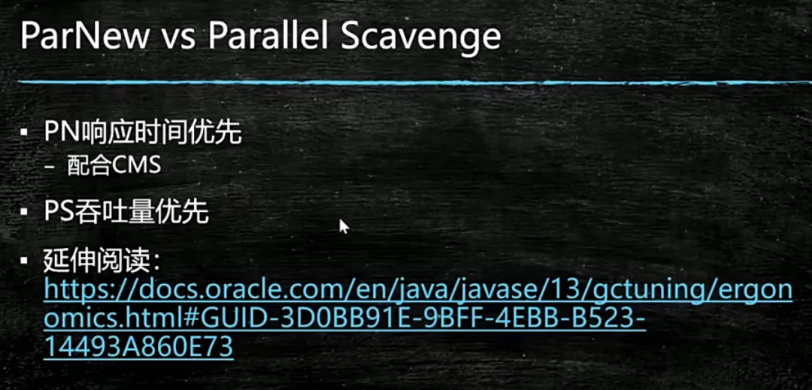 ParNew vs Parallel Scavenge
▪ PN响应时间优先
– 配合CMS
▪ PS吞吐量优先
▪ 延伸阅读：
https://docs.oracle.com/en/java/javase/13/gctuning/ergon
omics.html#GUID-3D0BB91E-9BFF-4EBB-B523-
14493A860E73